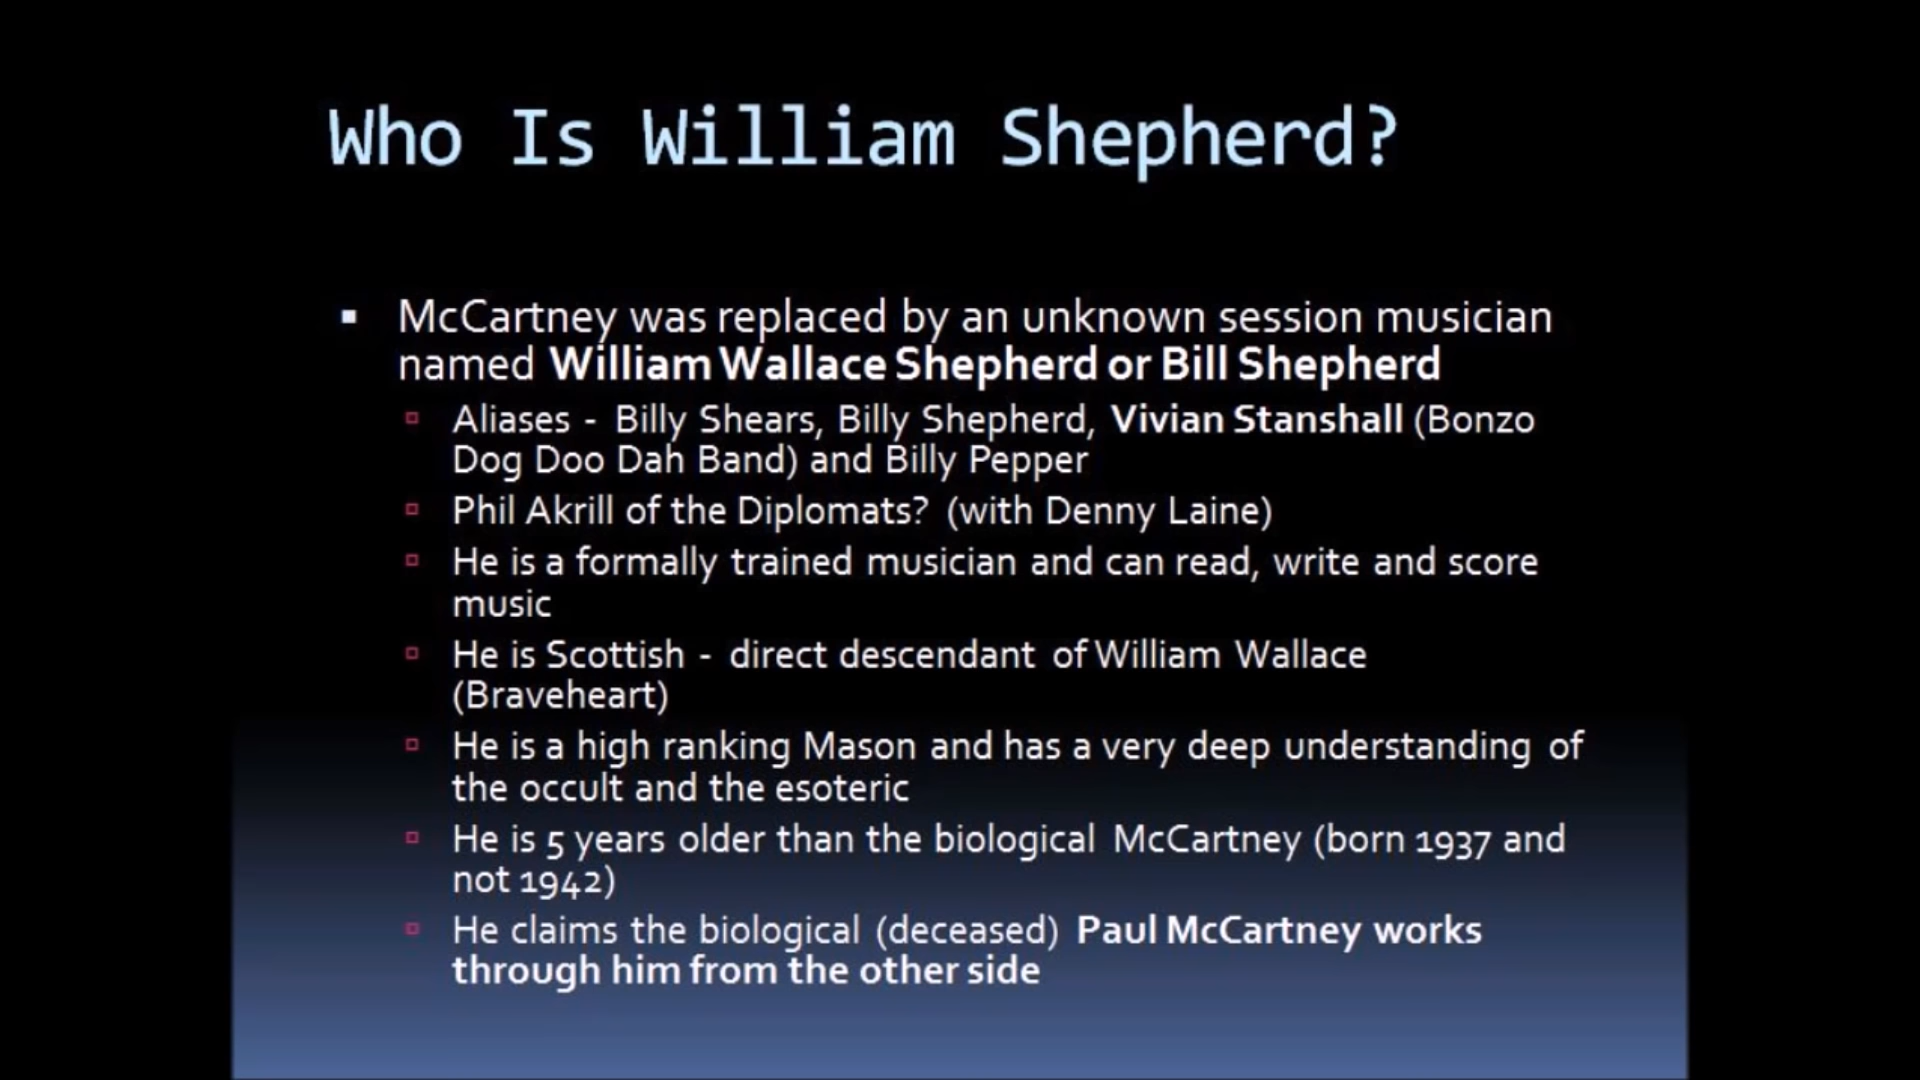 Who Is William Shepherd?
▪ McCartney was replaced by an unknown session musician
named William Wallace Shepherd or Bill Shepherd
▫ Aliases - Billy Shears, Billy Shepherd, Vivian Stanshall (Bonzo
Dog Doo Dah Band) and Billy Pepper
▫ Phil Akrill of the Diplomats? (with Denny Laine)
▫ He is a formally trained musician and can read, write and score
music
▫ He is Scottish - direct descendant of William Wallace
(Braveheart)
▫ He is a high ranking Mason and has a very deep understanding of
the occult and the esoteric
▫ He is 5 years older than the biological McCartney (born 1937 and
not 1942)
▫ He claims the biological (deceased) Paul McCartney works
through him from the other side